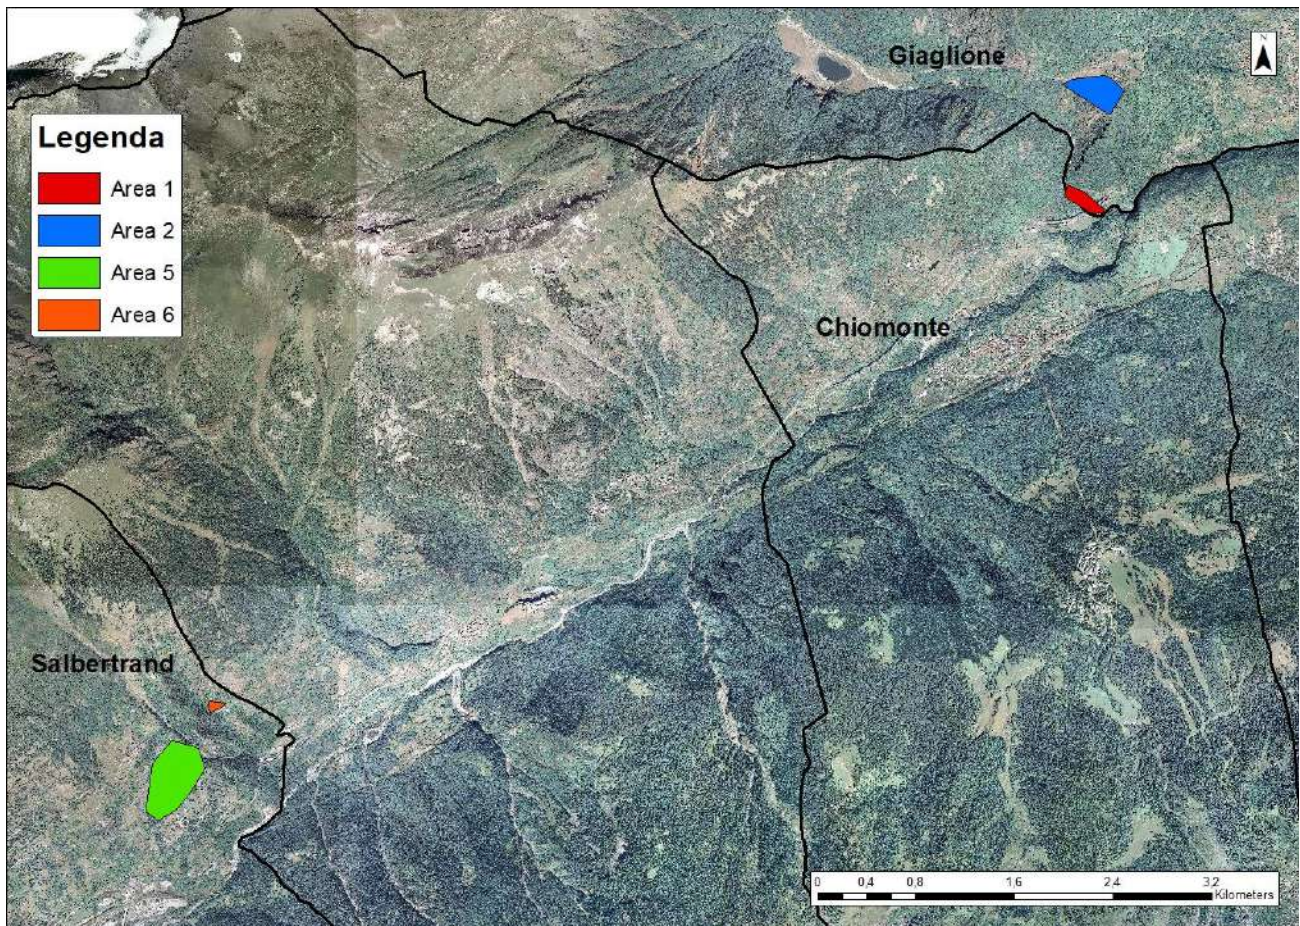 Giaglione
N
Legenda
Area 1
Area 2
Area 5
Area 6
Chiomonte
Salbertrand
0 0,4 0,8 1,6 2,4 3,2
Kilometers